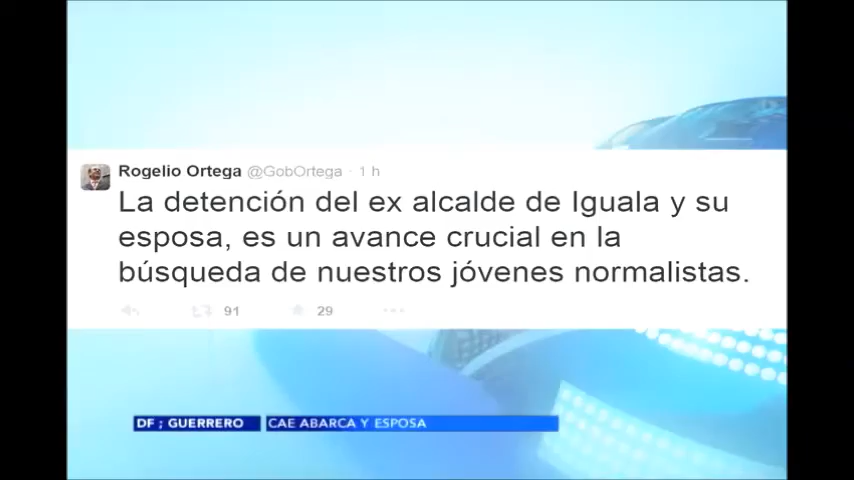 Rogelio Ortega @GobOrtega · 1 h
La detención del ex alcalde de Iguala y su
esposa, es un avance crucial en la
búsqueda de nuestros jóvenes normalistas.
91 29
DF ; GUERRERO CAE ABARCA Y ESPOSA